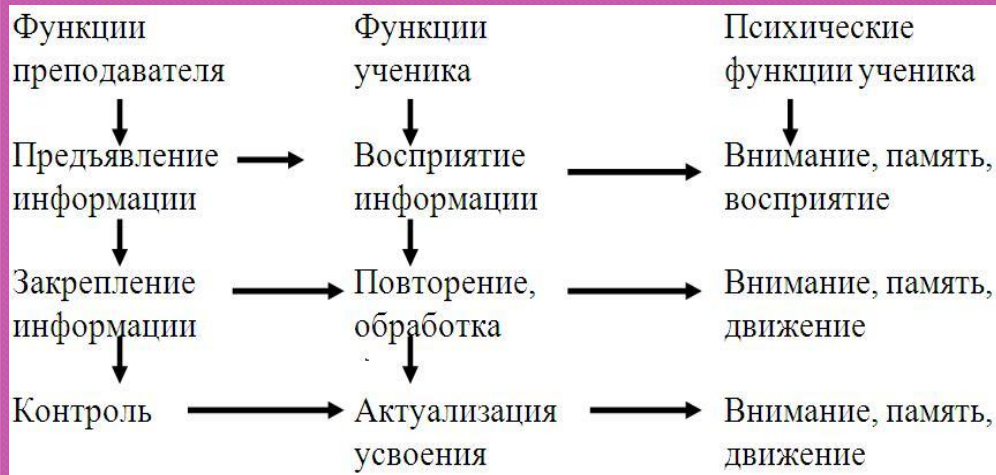 Функции
преподавателя
Функции
ученика
Психические
функции ученика
Предъявление
информации
Восприятие
информации
Внимание, память,
восприятие
Закрепление
информации
Повторение,
обработка
Внимание, память,
движение
Контроль
Актуализация
усвоения
Внимание, память,
движение